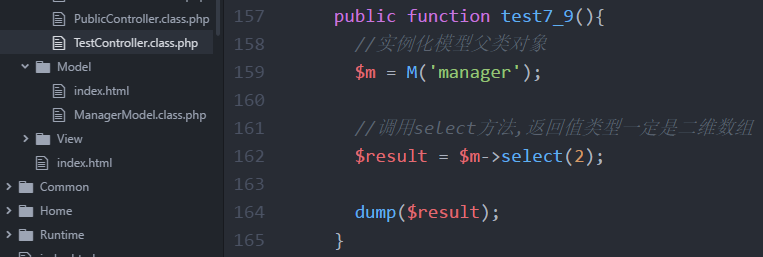 PublicController.class.php
TestController.class.php
Model
index.html
ManagerModel.class.php
View
index.html
Common
Home
Runtime
157 public function test7_9(){
158 //实例化模型父类对象
159 $m = M('manager');
160
161 //调用select方法,返回值类型一定是二维数组
162 $result = $m->select(2);
163
164 dump($result);
165 }